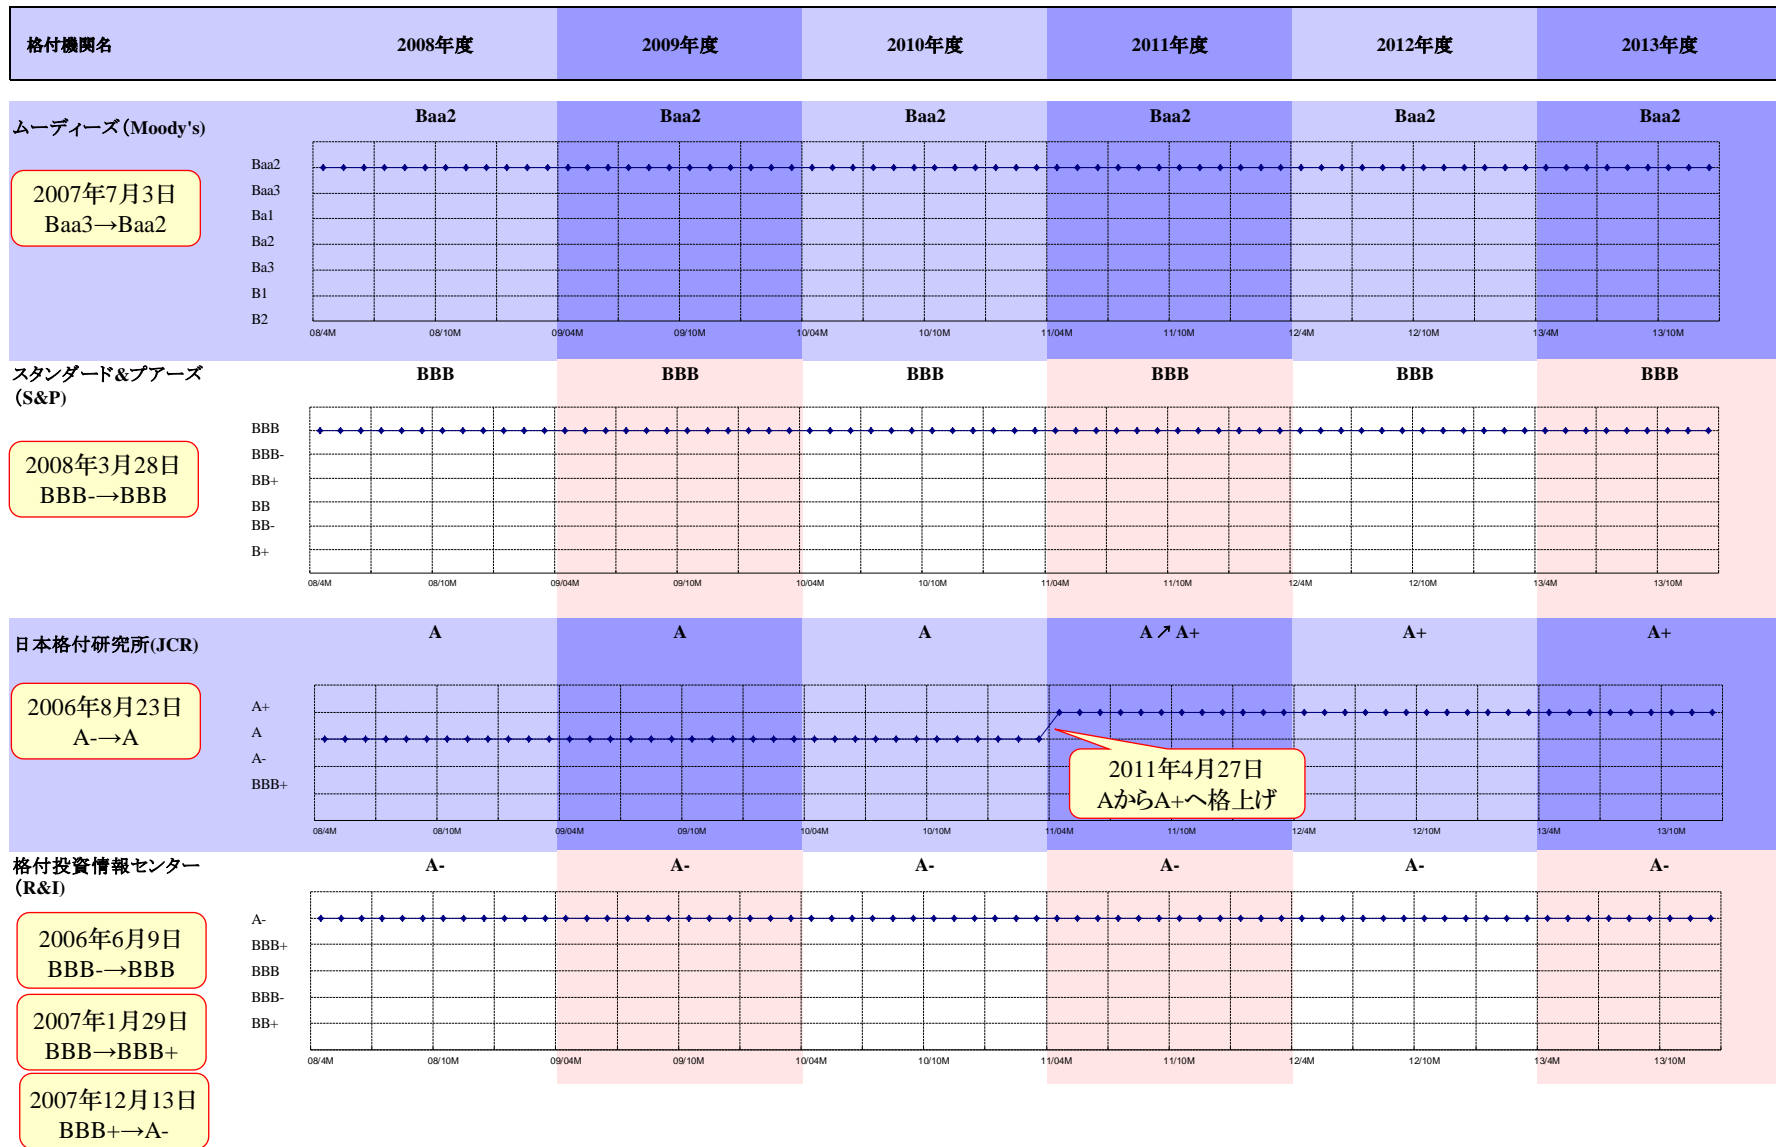 格付機関名 2008年度 2009年度 2010年度 2011年度 2012年度 2013年度
ムーディーズ(Moody's) Baa2 Baa2 Baa2 Baa2 Baa2 Baa2
2007年7月3日
Baa3→Baa2
Baa2
Baa3
Ba1
Ba2
Ba3
B1
B2
08/4M 08/10M 09/04M 09/10M 10/04M 10/10M 11/04M 11/10M 12/4M 12/10M 13/4M 13/10M
スタンダード&プアーズ BBB BBB BBB BBB BBB BBB
(S&P)
2008年3月28日
BBB-→BBB
BBB
BBB-
BB+
BB
BB-
B+
08/4M 08/10M 09/04M 09/10M 10/04M 10/10M 11/04M 11/10M 12/4M 12/10M 13/4M 13/10M
日本格付研究所(JCR) A A A A↗A+ A+ A+
2006年8月23日
A-→A
A+
A
A-
BBB+
2011年4月27日
AからA+へ格上げ
08/4M 08/10M 09/04M 09/10M 10/04M 10/10M 11/04M 11/10M 12/4M 12/10M 13/4M 13/10M
格付投資情報センター A- A- A- A- A- A-
(R&I)
2006年6月9日
BBB-→BBB
2007年1月29日
BBB→BBB+
2007年12月13日
BBB+→A-
A-
BBB+
BBB
BBB-
BB+
08/4M 08/10M 09/04M 09/10M 10/04M 10/10M 11/04M 11/10M 12/4M 12/10M 13/4M 13/10M